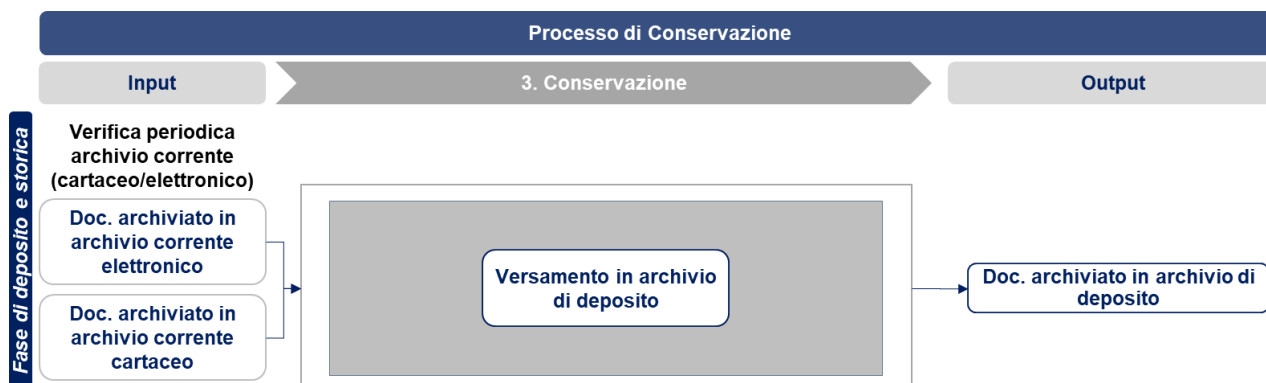 Processo di Conservazione
Input
3. Conservazione
Output
Fase di deposito e storica
Verifica periodica
archivio corrente
(cartaceo/elettronico)
Doc. archiviato in
archivio corrente
elettronico
Doc. archiviato in
archivio corrente
cartaceo
Versamento in archivio
di deposito
Doc. archiviato in archivio di
deposito